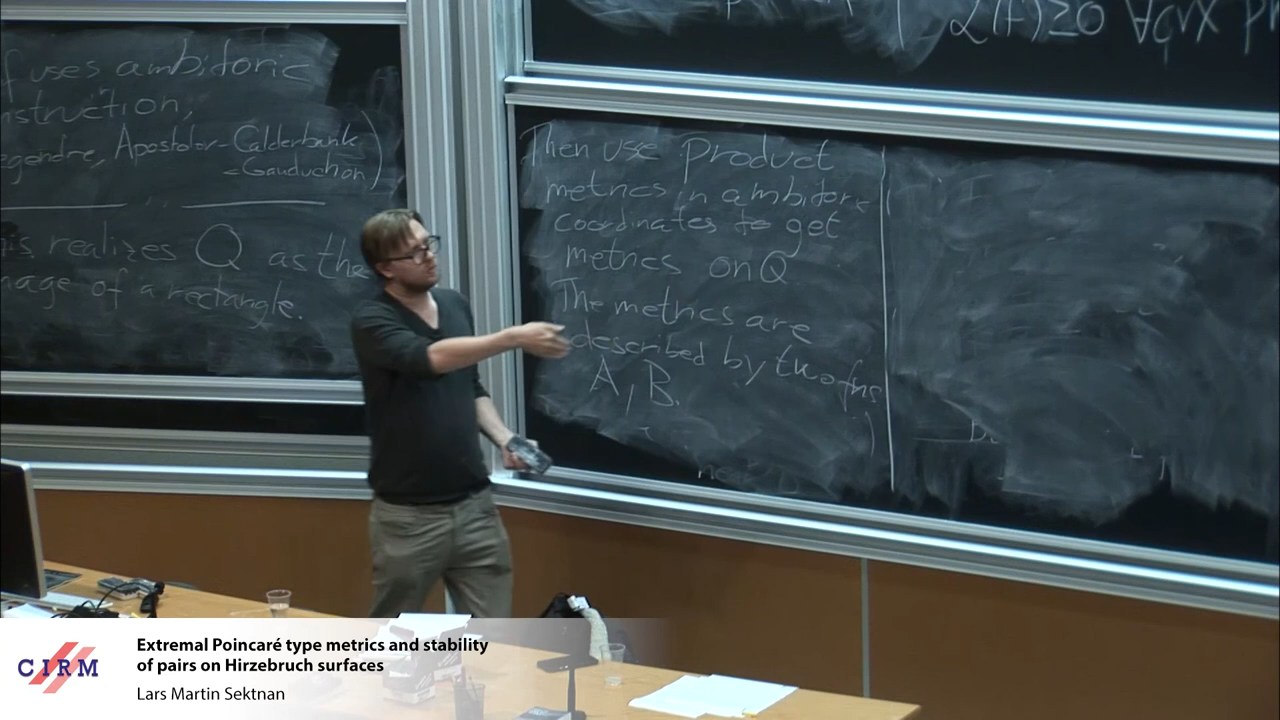 uses ambitoric
nstruction,
egendre, Apostolov-Calderbank
-Gauduchon)
is realizes Q as the
mage of a rectangle.
L(f)≥0 ∀
Then use product
metrics in ambitoric
coordinates to get
metrics on Q
The metrics are
described by two fns
A, B.
CIRM
Extremal Poincaré type metrics and stability
of pairs on Hirzebruch surfaces
Lars Martin Sektnan